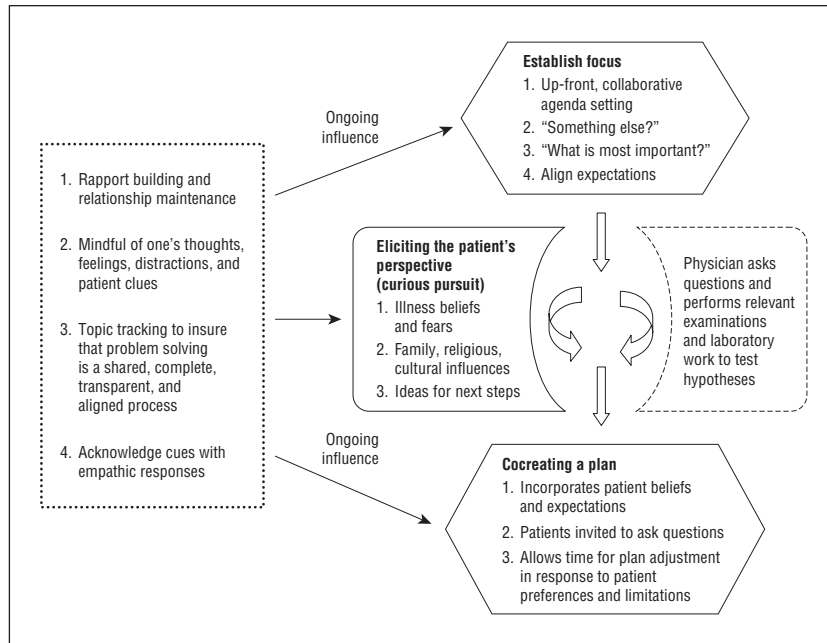 Establish focus
1. Up-front, collaborative
agenda setting
2. “Something else?”
3. “What is most important?”
4. Align expectations
Ongoing
influence
1. Rapport building and
relationship maintenance
2. Mindful of one’s thoughts,
feelings, distractions, and
patient clues
3. Topic tracking to insure
that problem solving
is a shared, complete,
transparent, and
aligned process
4. Acknowledge cues with
empathic responses
Eliciting the patient’s
perspective
(curious pursuit)
1. Illness beliefs
and fears
2. Family, religious,
cultural influences
3. Ideas for next steps
Physician asks
questions and
performs relevant
examinations
and laboratory
work to test
hypotheses
Ongoing
influence
Cocreating a plan
1. Incorporates patient beliefs
and expectations
2. Patients invited to ask questions
3. Allows time for plan adjustment
in response to patient
preferences and limitations